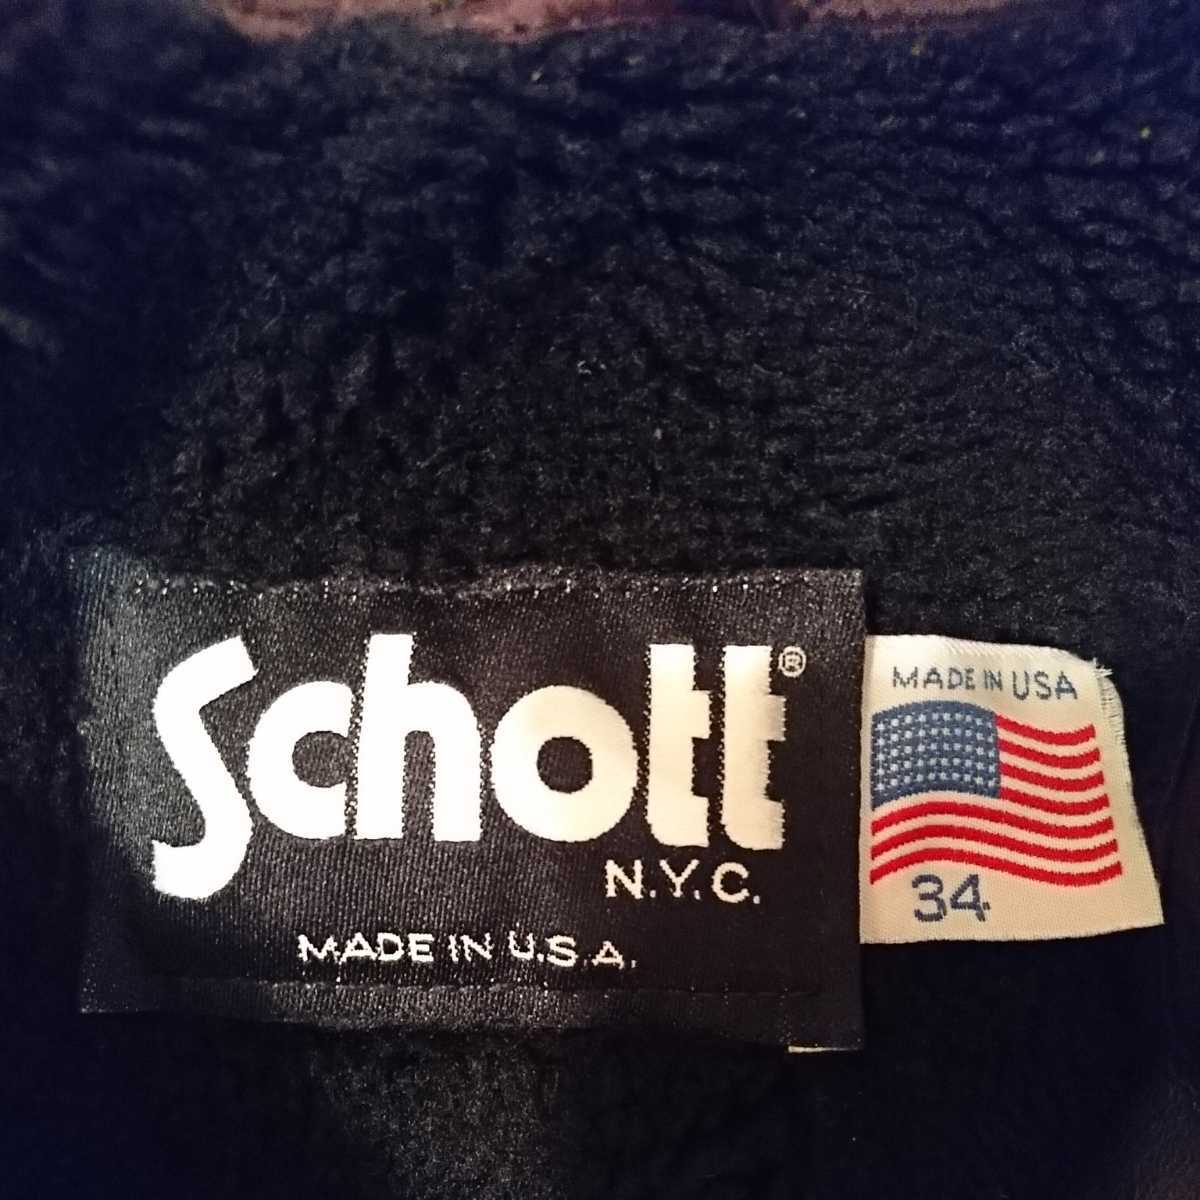 Schott®
N.Y.C.
MADE IN U.S.A.
MADE IN USA
34